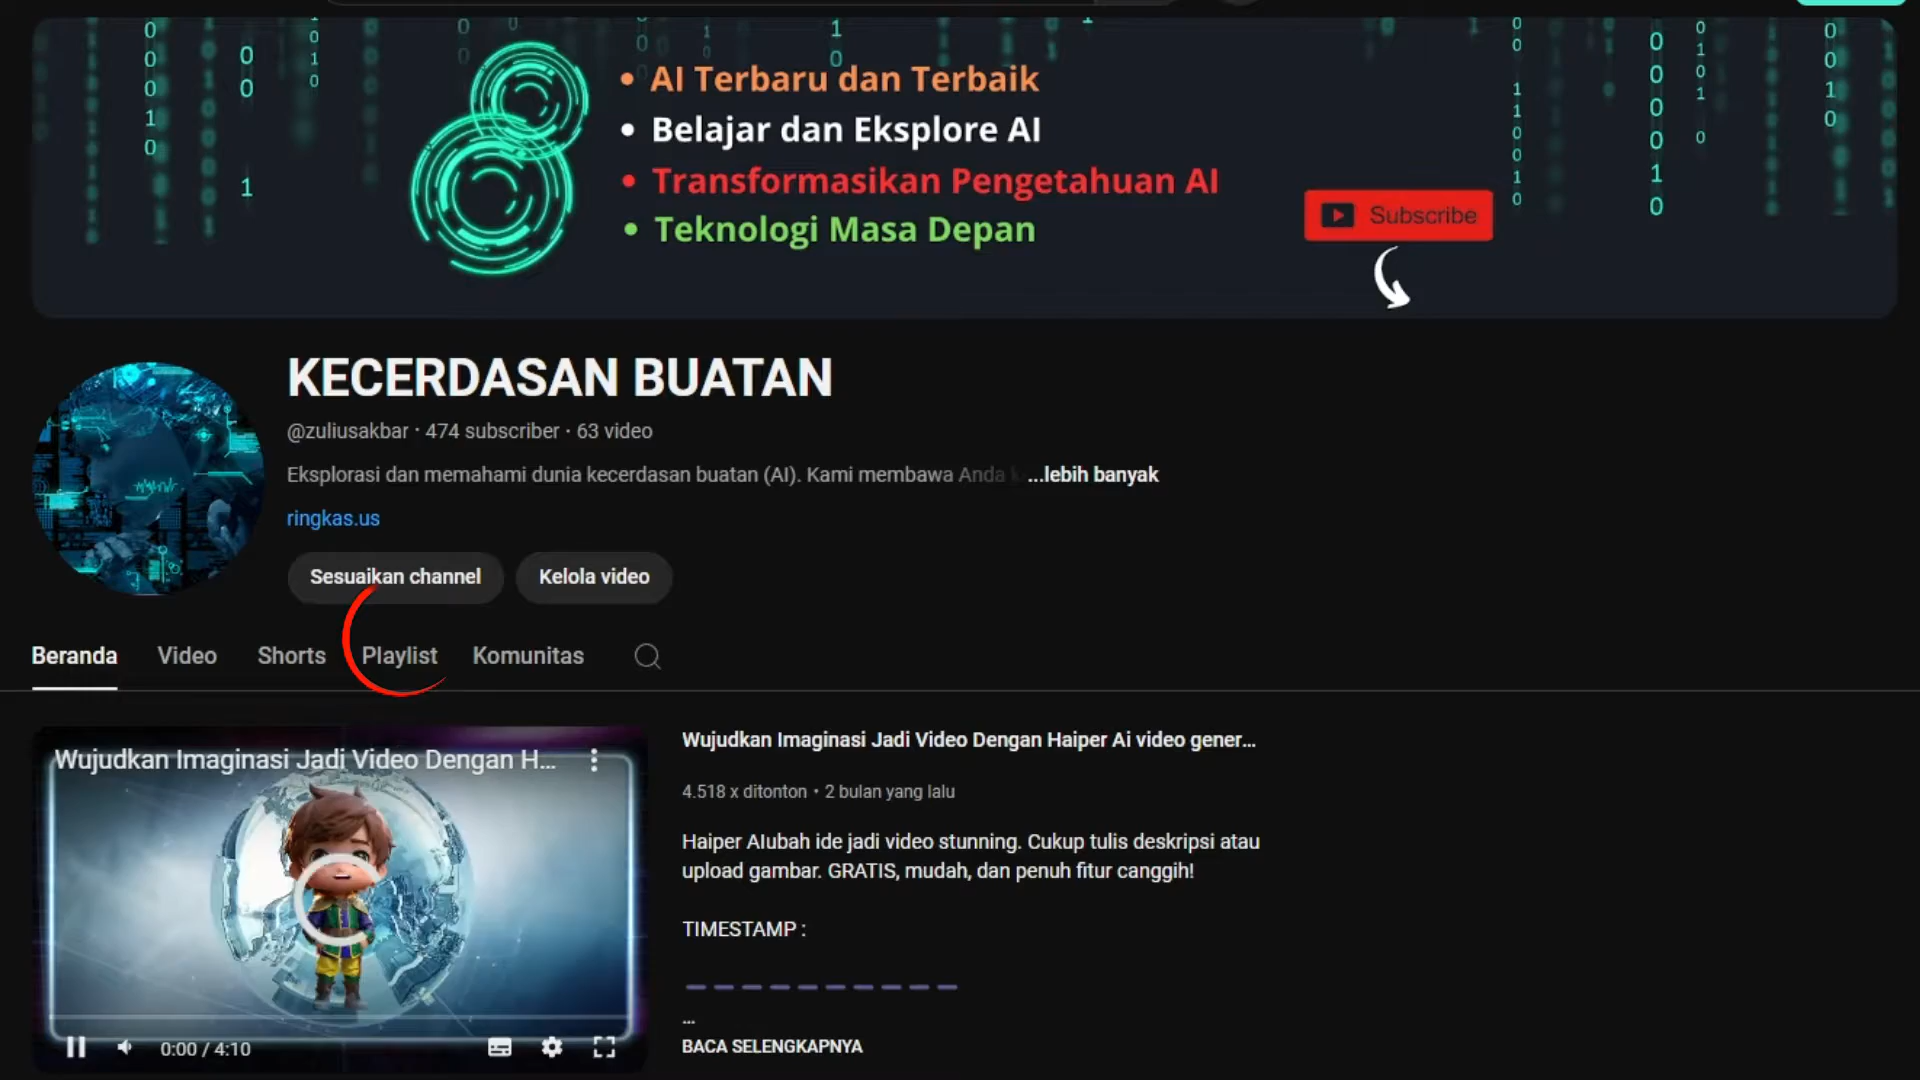 • AI Terbaru dan Terbaik
• Belajar dan Eksplore AI
• Transformasikan Pengetahuan AI
• Teknologi Masa Depan
Subscribe
KECERDASAN BUATAN
@zuliusakbar · 474 subscriber · 63 video
Eksplorasi dan memahami dunia kecerdasan buatan (AI). Kami membawa Anda ...lebih banyak
ringkas.us
Sesuaikan channel
Kelola video
Beranda
Video
Shorts
Playlist
Komunitas
Wujudkan Imaginasi Jadi Video Dengan H...
0:00 / 4:10
Wujudkan Imaginasi Jadi Video Dengan Haiper Ai video gener...
4.518 x ditonton • 2 bulan yang lalu
Haiper AIubah ide jadi video stunning. Cukup tulis deskripsi atau
upload gambar. GRATIS, mudah, dan penuh fitur canggih!
TIMESTAMP :
— — — — — — — — — —
...
BACA SELENGKAPNYA